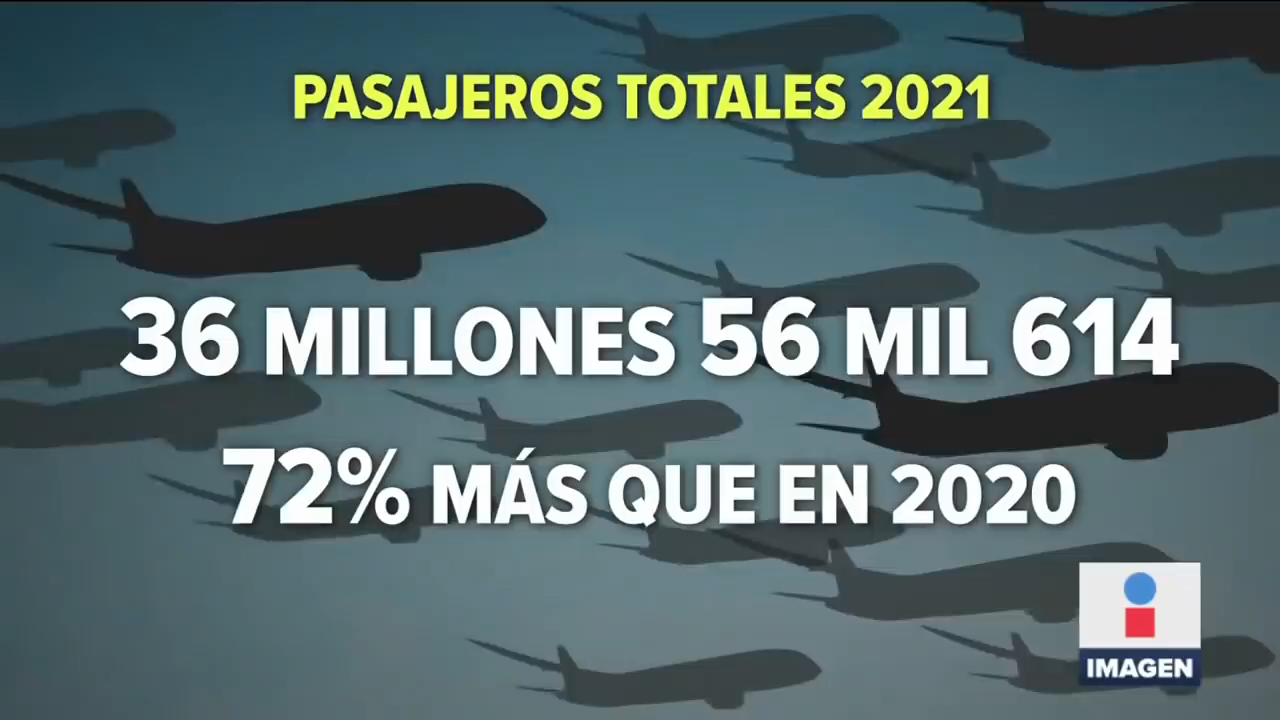 PASAJEROS TOTALES 2021
36 MILLONES 56 MIL 614
72% MÁS QUE EN 2020
IMAGEN